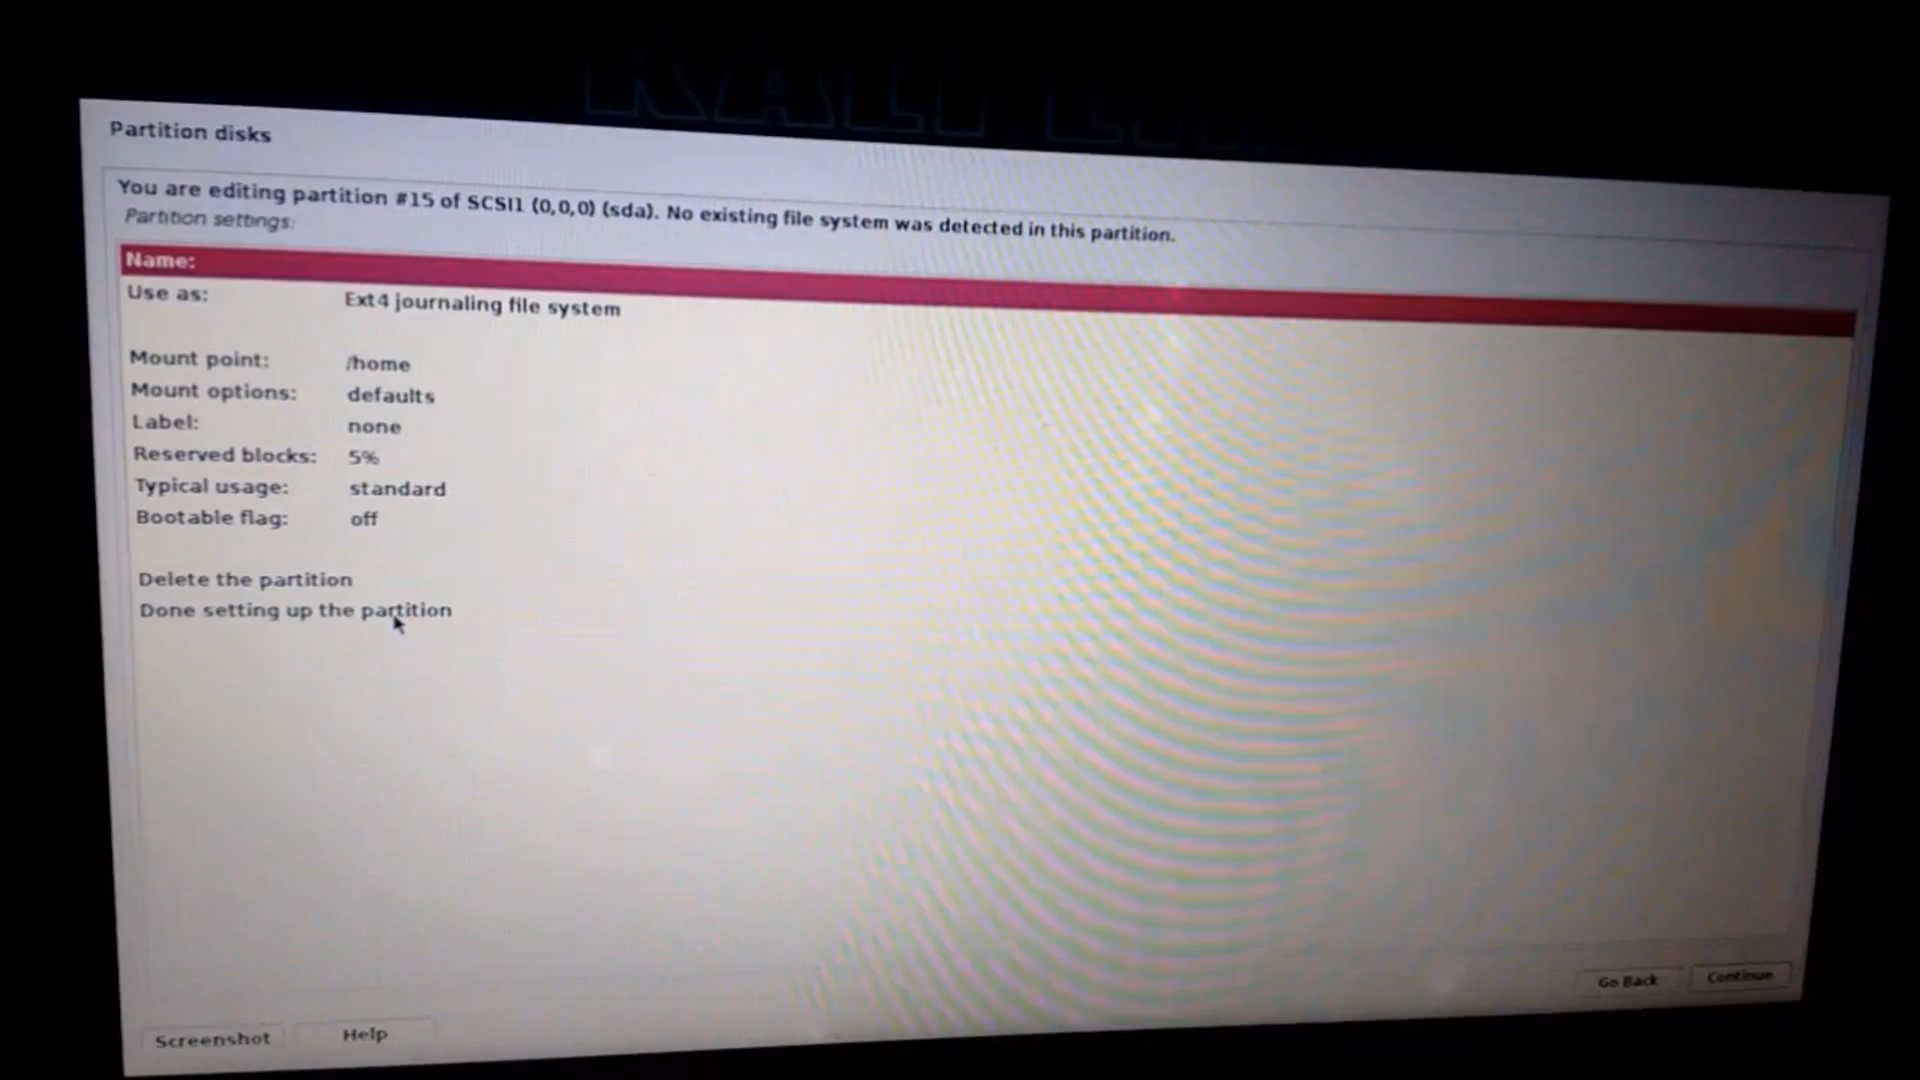 Partition disks
You are editing partition #15 of SCSI1 (0,0,0) (sda). No existing file system was detected in this partition.
Partition settings:
Name:
Use as: Ext4 journaling file system
Mount point: /home
Mount options: defaults
Label: none
Reserved blocks: 5%
Typical usage: standard
Bootable flag: off
Delete the partition
Done setting up the partition
Go Back Continue
Screenshot Help